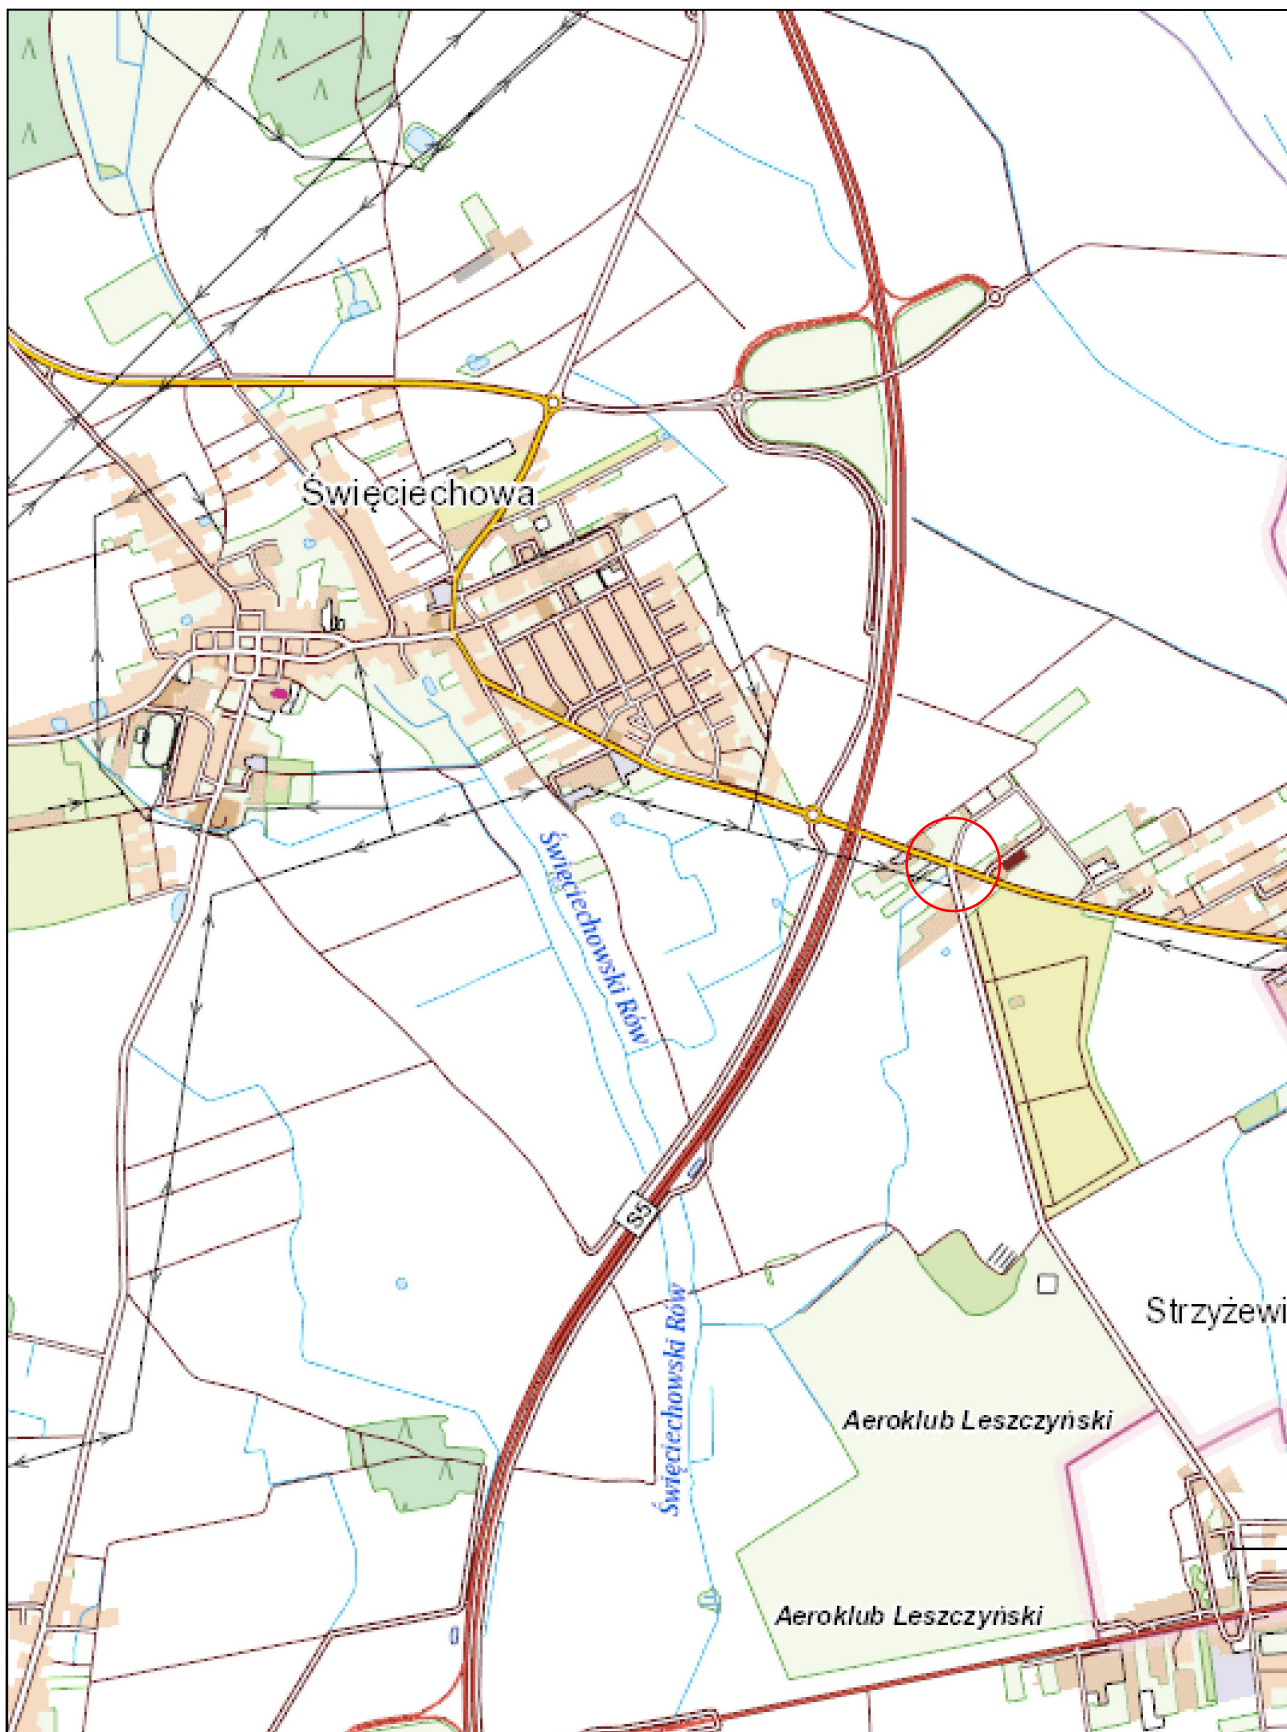 Święciechowa
Święciechowski Rów
S5
Święciechowski Rów
Strzyżewi
Aeroklub Leszczyński
Aeroklub Leszczyński